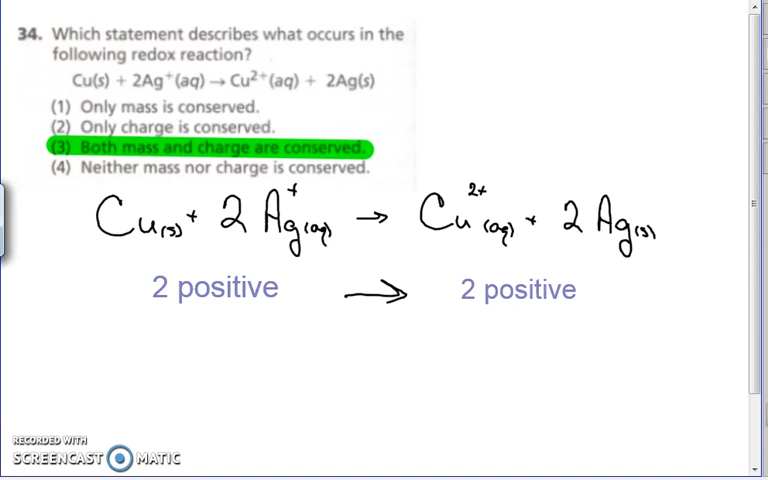 34. Which statement describes what occurs in the
following redox reaction?
Cu(s) + 2Ag⁺(aq) → Cu²⁺(aq) + 2Ag(s)
(1) Only mass is conserved.
(2) Only charge is conserved.
(3) Both mass and charge are conserved.
(4) Neither mass nor charge is conserved.
Cu(s) + 2 Ag⁺(aq) → Cu²⁺(aq) + 2 Ag(s)
2 positive → 2 positive
RECORDED WITH
SCREENCAST MATIC